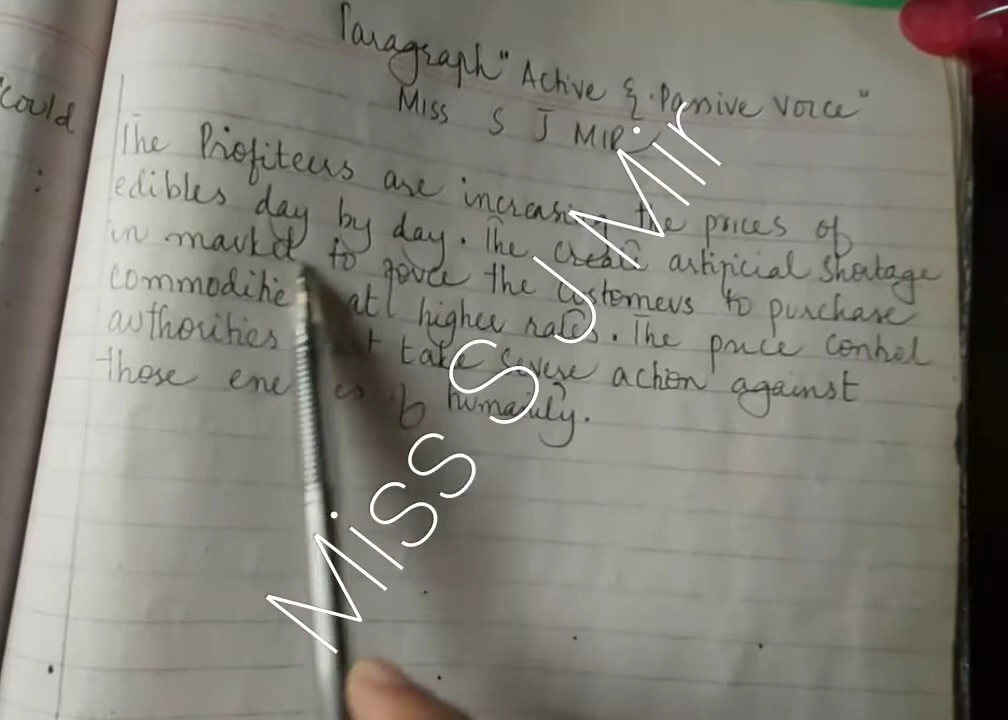 Paragraph" Active & Passive Voice"
Miss S J MIR
"could
:
The Profiteers are increasing the prices of
edibles day by day. The creat artificial shortage
in market to force the customers to purchase
commodities at higher rates. The price control
authorities take severe action against
those humanity.
Miss S J Mir